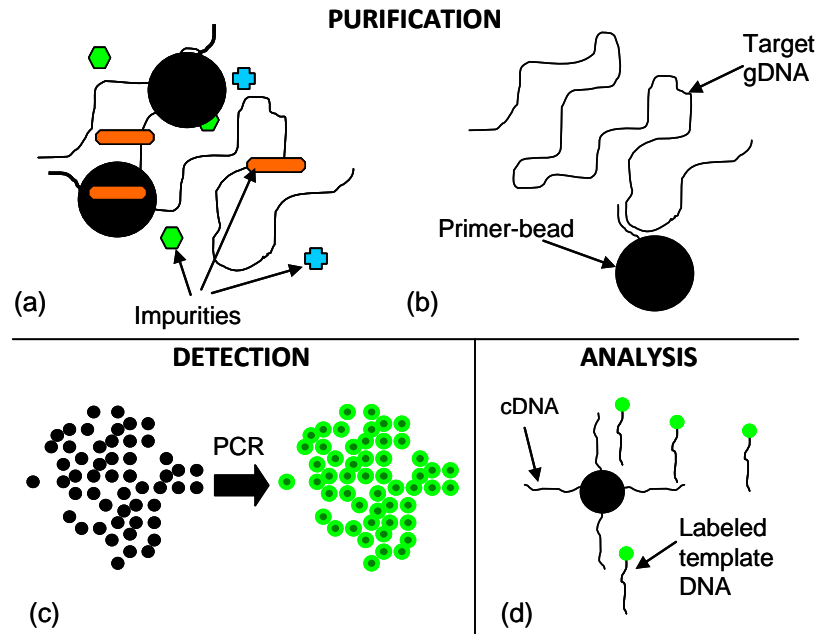 PURIFICATION
Target
gDNA
Primer-bead
(a)
Impurities
(b)
DETECTION
PCR
(c)
ANALYSIS
cDNA
Labeled
template
DNA
(d)